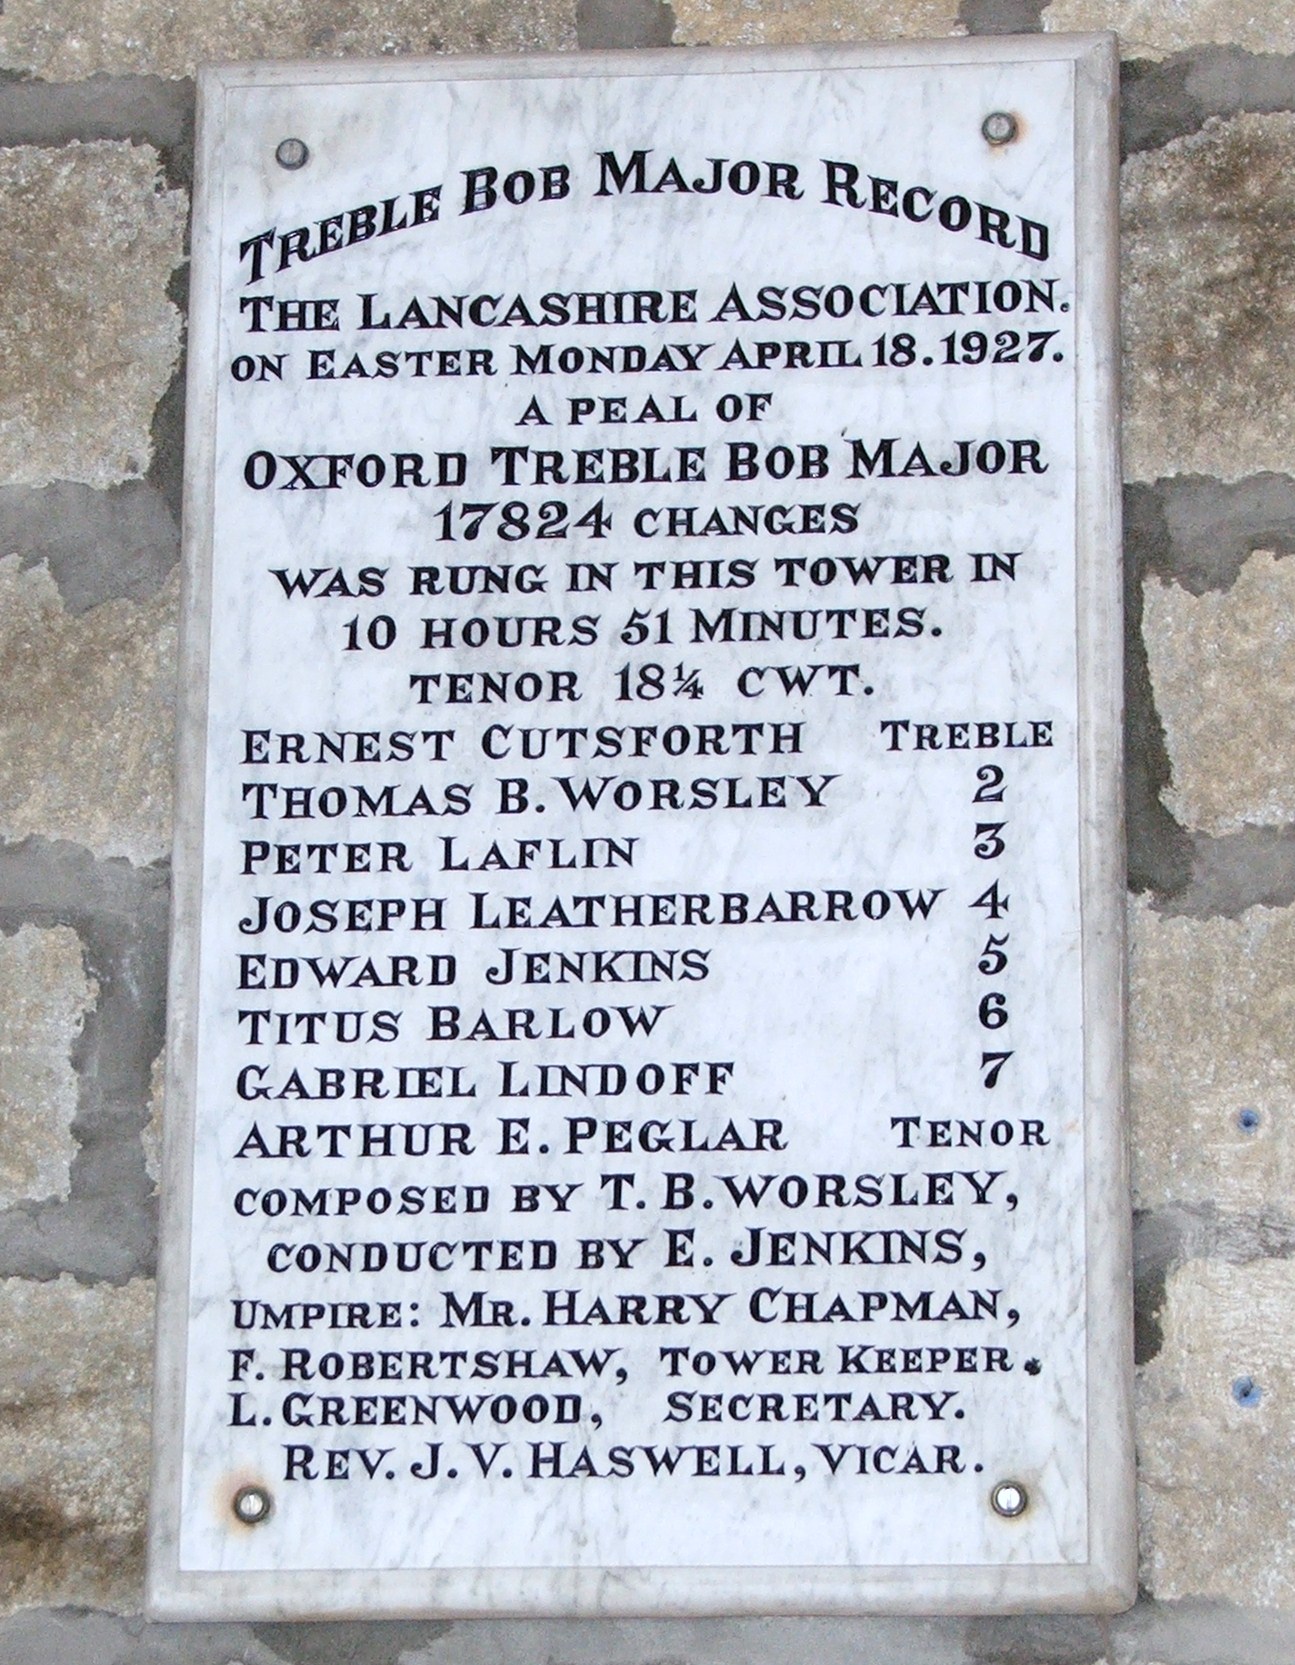 TREBLE BOB MAJOR RECORD
THE LANCASHIRE ASSOCIATION.
ON EASTER MONDAY APRIL 18. 1927.
A PEAL OF
OXFORD TREBLE BOB MAJOR
17824 CHANGES
WAS RUNG IN THIS TOWER IN
10 HOURS 51 MINUTES.
TENOR 18¼ CWT.
ERNEST CUTSFORTH TREBLE
THOMAS B. WORSLEY 2
PETER LAFLIN 3
JOSEPH LEATHERBARROW 4
EDWARD JENKINS 5
TITUS BARLOW 6
GABRIEL LINDOFF 7
ARTHUR E. PEGLAR TENOR
COMPOSED BY T. B. WORSLEY,
CONDUCTED BY E. JENKINS,
UMPIRE: MR. HARRY CHAPMAN,
F. ROBERTSHAW, TOWER KEEPER.
L. GREENWOOD, SECRETARY.
REV. J. V. HASWELL, VICAR.